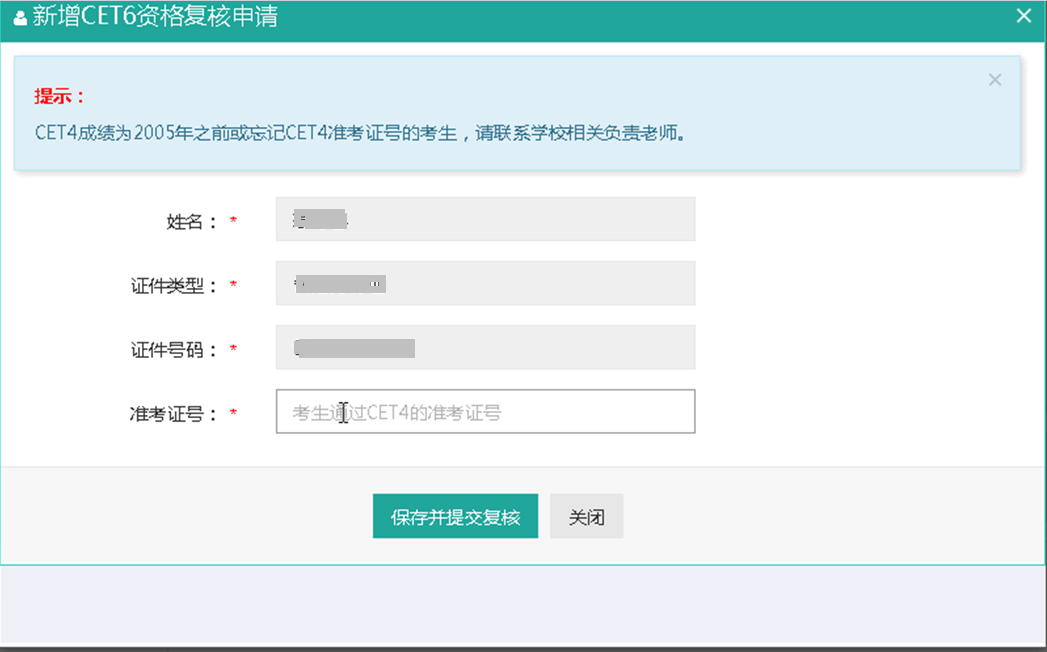 新增CET6资格复核申请
提示：
CET4成绩为2005年之前或忘记CET4准考证号的考生，请联系学校相关负责老师。
姓名： *
证件类型： *
证件号码： *
准考证号： * 考生通过CET4的准考证号
保存并提交复核 关闭